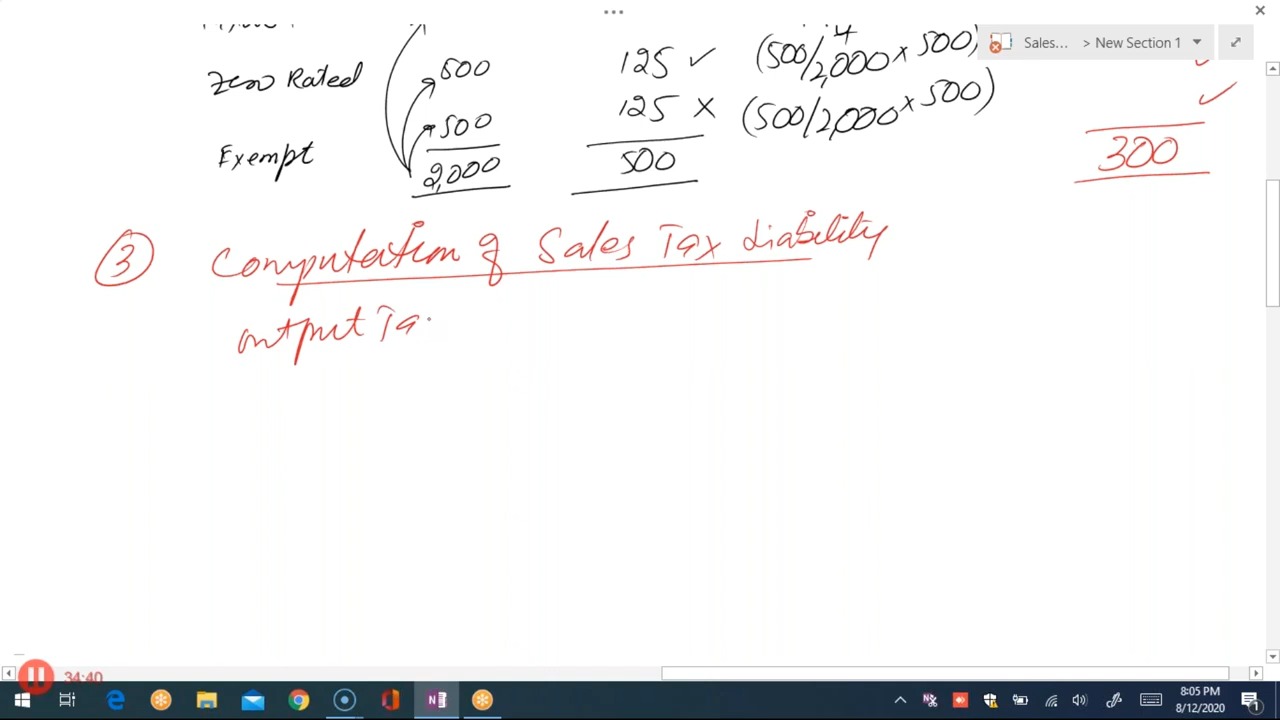 Sales... > New Section 1
500 125 ✓ (500/2,000 × 500)
Zero Rated
500 125 × (500/2,000 × 500)
Exempt 2,000 500 300
③ Computation of Sales Tax Liability
output Ta
34:40
8:05 PM
8/12/2020